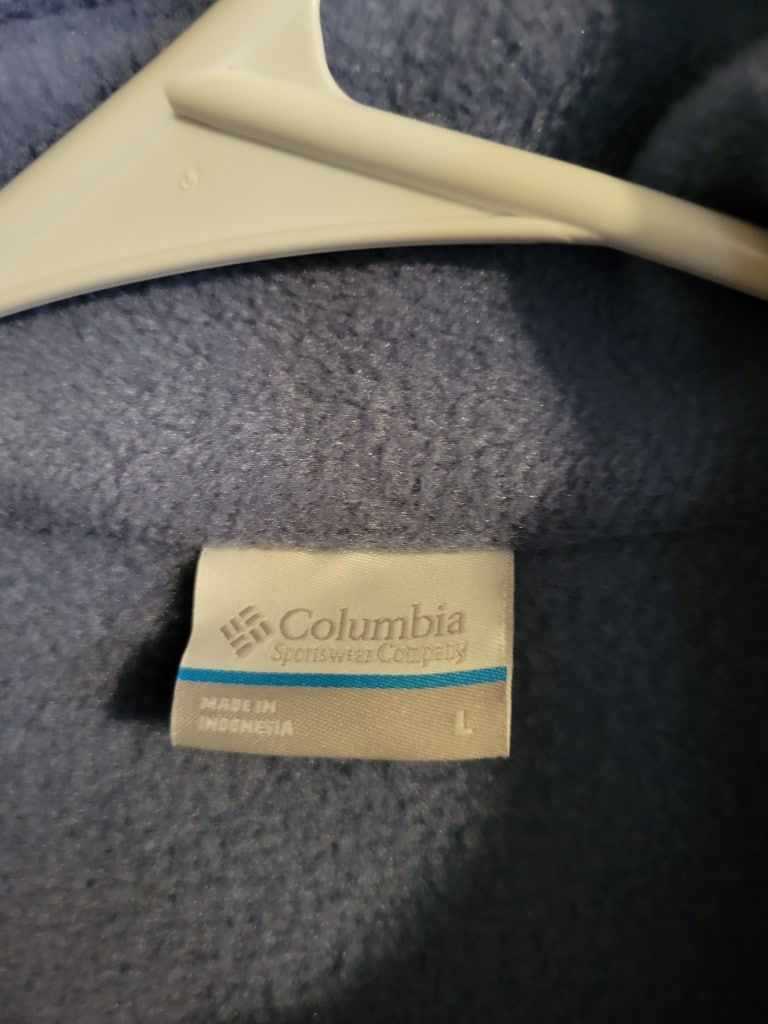 Columbia
Sportswear Company
MADE IN
INDONESIA
L